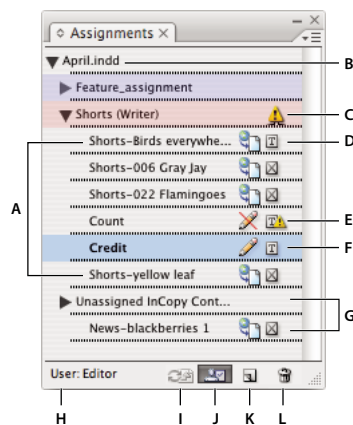 Assignments
April.indd
B
Feature_assignment
Shorts (Writer)
C
Shorts-Birds everywhe...
D
Shorts-006 Gray Jay
A
Shorts-022 Flamingoes
Count
E
Credit
F
Shorts-yellow leaf
Unassigned InCopy Cont...
G
News-blackberries 1
User: Editor
H
I
J
K
L